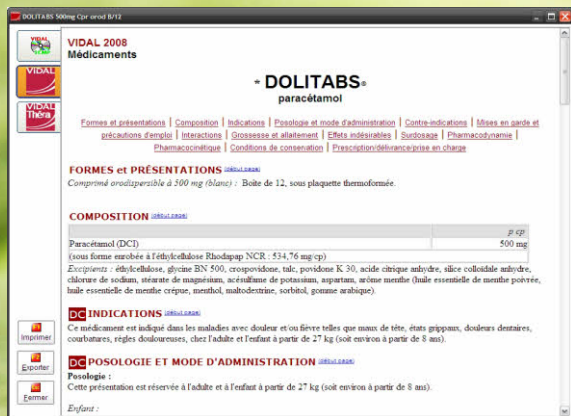 DOLITABS 500mg Cpr orod B/12
VIDAL
VIDAL
VIDAL
Théra
Imprimer
Exporter
Fermer
VIDAL 2008
Médicaments
* DOLITABS®
paracétamol
Formes et présentations | Composition | Indications | Posologie et mode d'administration | Contre-indications | Mises en garde et
précautions d'emploi | Interactions | Grossesse et allaitement | Effets indésirables | Surdosage | Pharmacodynamie |
Pharmacocinétique | Conditions de conservation | Prescription/délivrance/prise en charge
FORMES et PRÉSENTATIONS (début page)
Comprimé orodispersible à 500 mg (blanc) : Boîte de 12, sous plaquette thermoformée.
COMPOSITION (début page)
p cp
Paracétamol (DCI) 500 mg
(sous forme enrobée à l'éthylcellulose Rhodapap NCR : 534,76 mg/cp)
Excipients : éthylcellulose, glycine BN 500, crospovidone, talc, povidone K 30, acide citrique anhydre, silice colloïdale anhydre,
chlorure de sodium, stéarate de magnésium, acésulfame de potassium, aspartam, arôme menthe (huile essentielle de menthe poivrée,
huile essentielle de menthe crépue, menthol, maltodextrine, sorbitol, gomme arabique).
DC INDICATIONS (début page)
Ce médicament est indiqué dans les maladies avec douleur et/ou fièvre telles que maux de tête, états grippaux, douleurs dentaires,
courbatures, règles douloureuses, chez l'adulte et l'enfant à partir de 27 kg (soit environ à partir de 8 ans).
DC POSOLOGIE ET MODE D'ADMINISTRATION (début page)
Posologie :
Cette présentation est réservée à l'adulte et à l'enfant à partir de 27 kg (soit environ à partir de 8 ans).
Enfant :